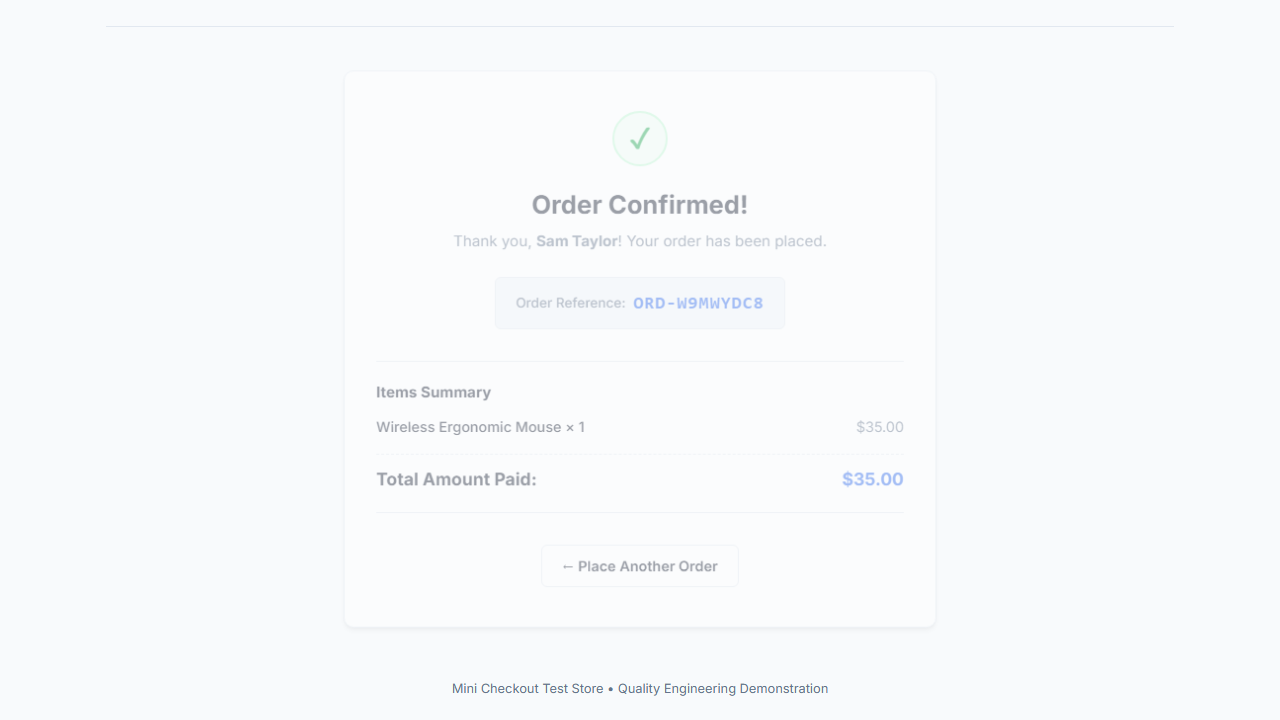 Order Confirmed!
Thank you, Sam Taylor! Your order has been placed.
Order Reference: ORD-W9MWYDC8
Items Summary
Wireless Ergonomic Mouse × 1 $35.00
Total Amount Paid: $35.00
← Place Another Order
Mini Checkout Test Store • Quality Engineering Demonstration